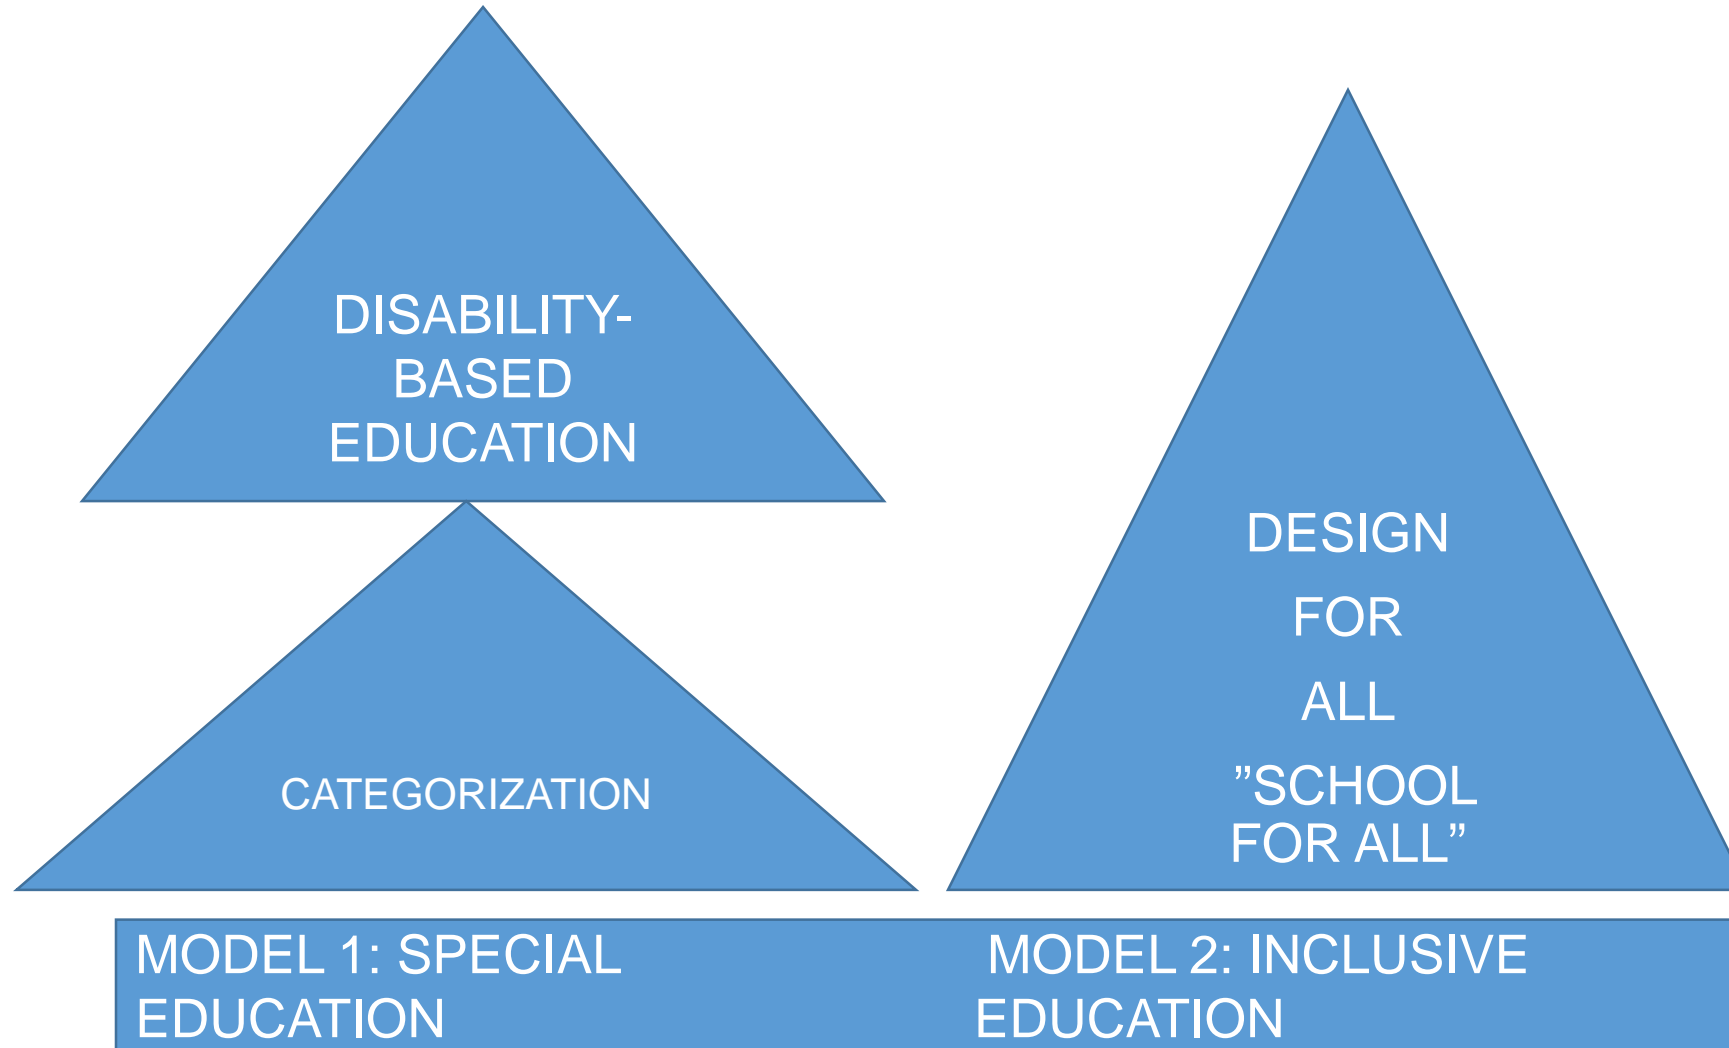 DISABILITY-
BASED
EDUCATION
CATEGORIZATION
DESIGN
FOR
ALL
”SCHOOL
FOR ALL”
MODEL 1: SPECIAL
EDUCATION
MODEL 2: INCLUSIVE
EDUCATION